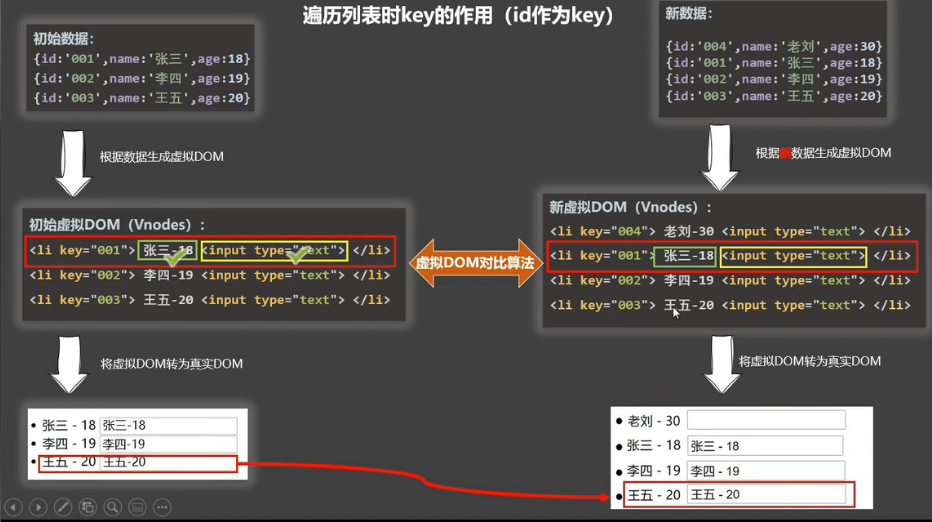 遍历列表时key的作用（id作为key）
初始数据：
{id:'001',name:'张三',age:18}
{id:'002',name:'李四',age:19}
{id:'003',name:'王五',age:20}
新数据：
{id:'004',name:'老刘',age:30}
{id:'001',name:'张三',age:18}
{id:'002',name:'李四',age:19}
{id:'003',name:'王五',age:20}
根据数据生成虚拟DOM
根据 数据生成虚拟DOM
初始虚拟DOM（Vnodes）：
<li key="001"> 张三-18 <input type="text"> </li>
<li key="002"> 李四-19 <input type="text"> </li>
<li key="003"> 王五-20 <input type="text"> </li>
虚拟DOM对比算法
新虚拟DOM（Vnodes）：
<li key="004"> 老刘-30 <input type="text"> </li>
<li key="001"> 张三-18 <input type="text"> </li>
<li key="002"> 李四-19 <input type="text"> </li>
<li key="003"> 王五-20 <input type="text"> </li>
将虚拟DOM转为真实DOM
将虚拟DOM转为真实DOM
• 张三 - 18 张三-18
• 李四 - 19 李四-19
• 王五 - 20 王五-20
• 老刘 - 30
• 张三 - 18 张三 - 18
• 李四 - 19 李四 - 19
• 王五 - 20 王五 - 20